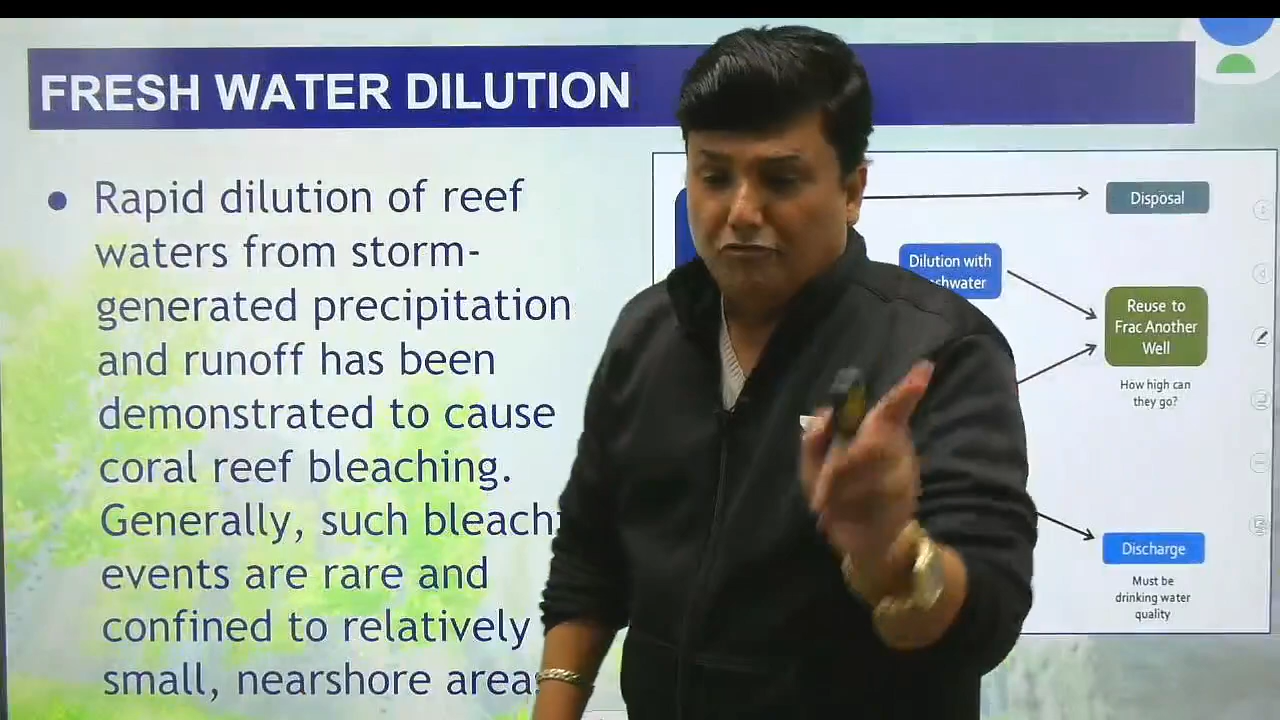 FRESH WATER DILUTION
• Rapid dilution of reef
waters from storm-
generated precipitation
and runoff has been
demonstrated to cause
coral reef bleaching.
Generally, such
events are rare and
confined to relatively
small, nearshore
Disposal
Dilution with
Reuse to
Frac Another
Well
How high can
they go?
Discharge
Must be
drinking water
quality